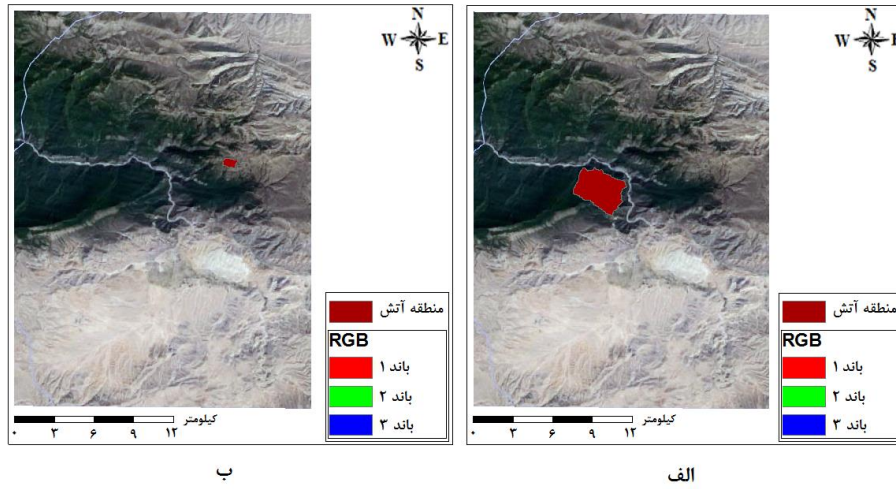 N
W E
S
منطقه آتش
RGB
باند ۱
باند ۲
باند ۳
کیلومتر
۰ ۳ ۶ ۹ ۱۲
الف
N
W E
S
منطقه آتش
RGB
باند ۱
باند ۲
باند ۳
کیلومتر
۰ ۳ ۶ ۹ ۱۲
ب